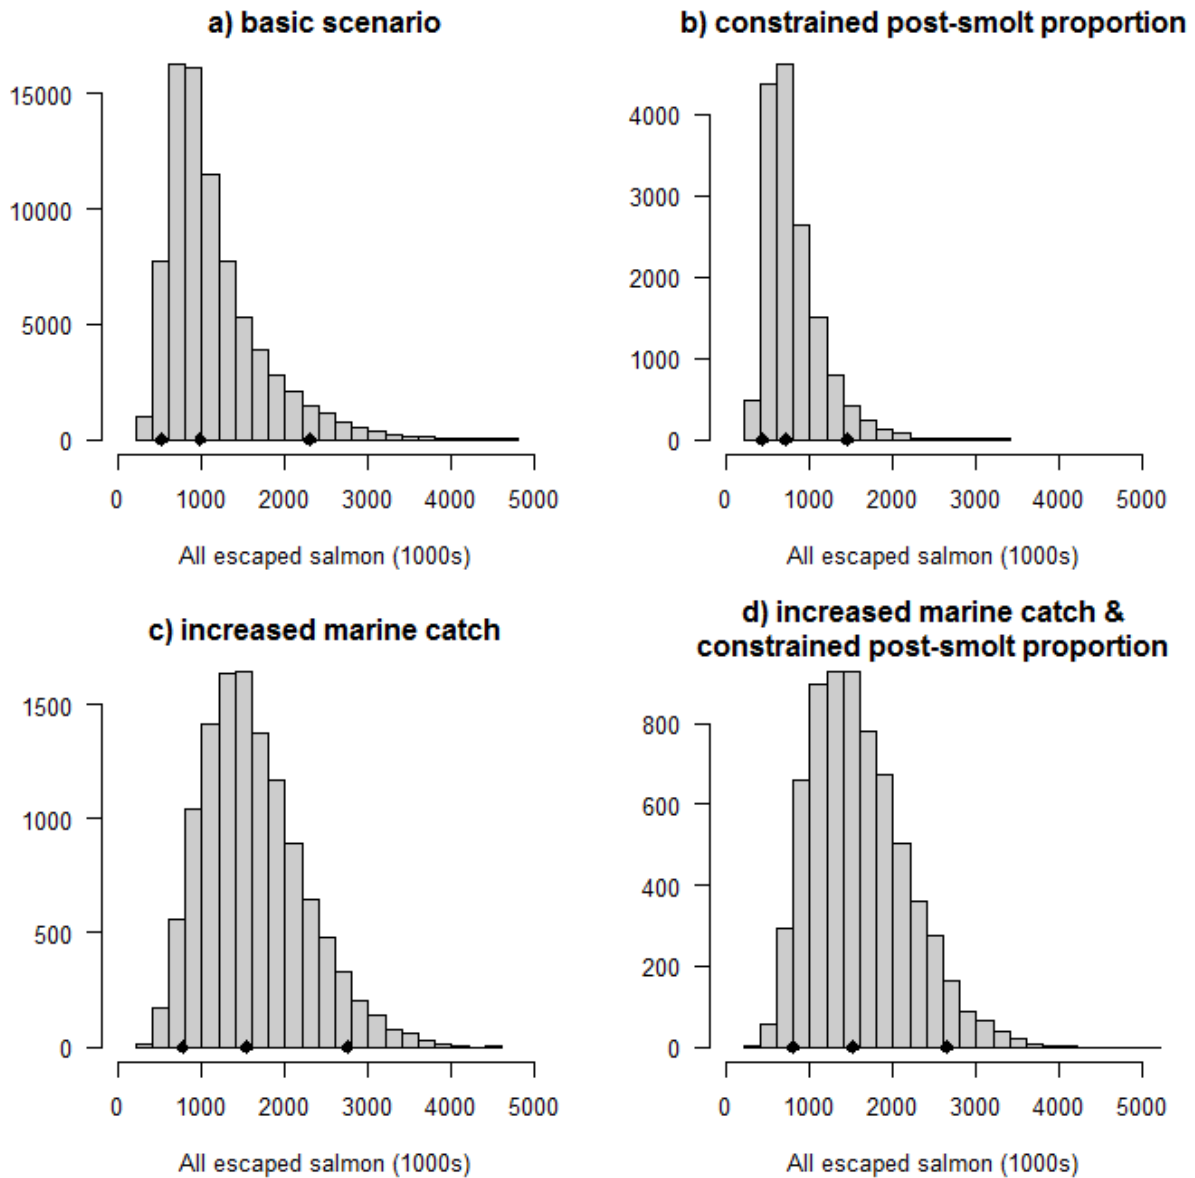 a) basic scenario
15000
10000
5000
0
0 1000 2000 3000 4000 5000
All escaped salmon (1000s)
b) constrained post-smolt proportion
4000
3000
2000
1000
0
0 1000 2000 3000 4000 5000
All escaped salmon (1000s)
c) increased marine catch
1500
1000
500
0
0 1000 2000 3000 4000 5000
All escaped salmon (1000s)
d) increased marine catch &
constrained post-smolt proportion
800
600
400
200
0
0 1000 2000 3000 4000 5000
All escaped salmon (1000s)